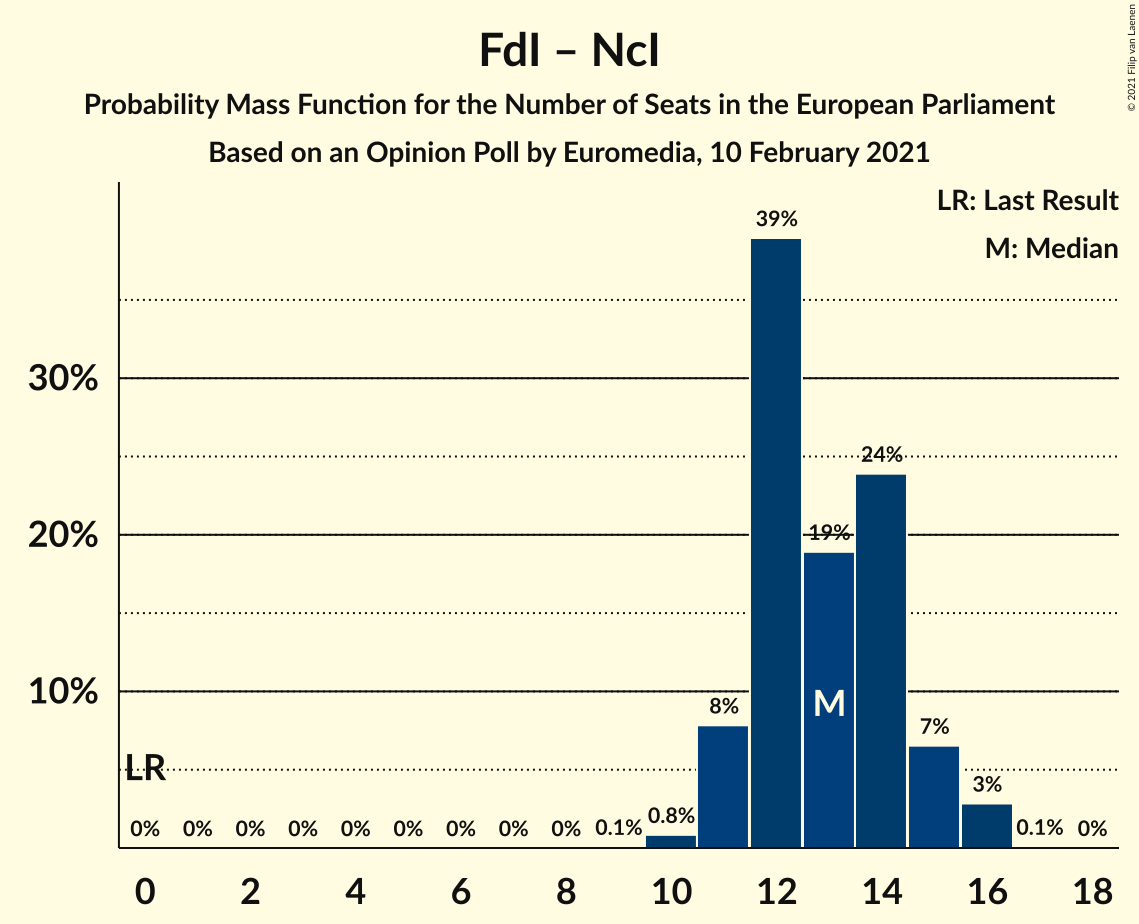 FdI – NcI
Probability Mass Function for the Number of Seats in the European Parliament
Based on an Opinion Poll by Euromedia, 10 February 2021
© 2021 Filip van Laenen
LR: Last Result
M: Median
39%
30%
24%
20%
19%
10%
M
8%
7%
LR
3%
0% 0% 0% 0% 0% 0% 0% 0% 0% 0.1% 0.8% 0.1% 0%
0 2 4 6 8 10 12 14 16 18